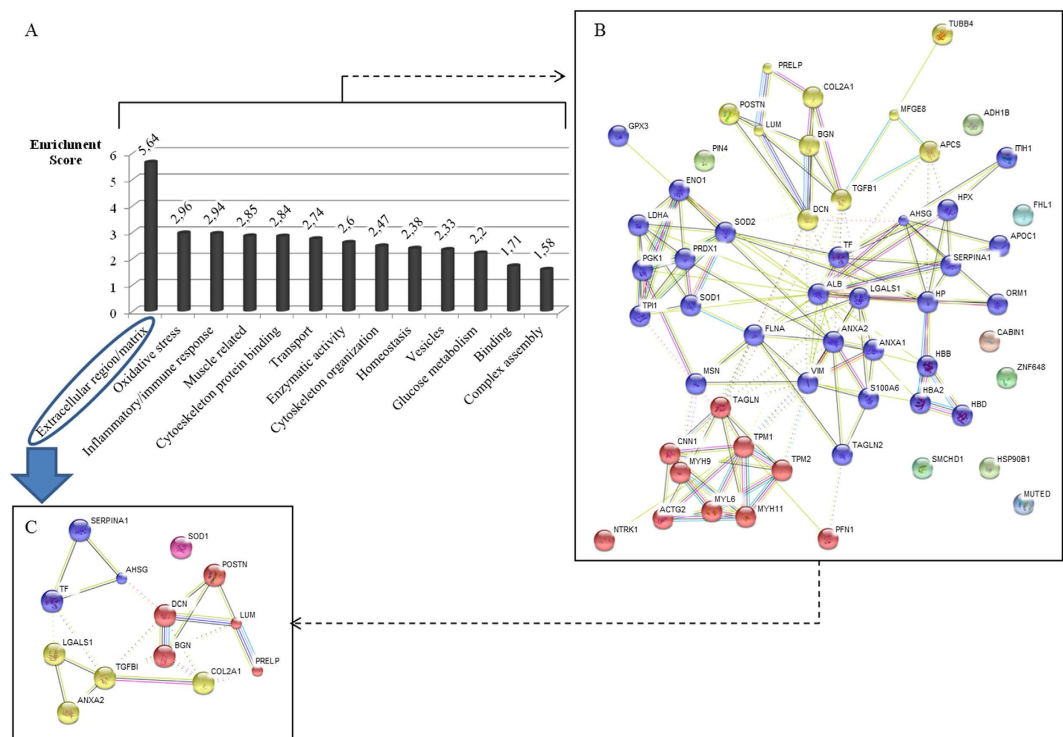 A
Enrichment
Score
6
5
4
3
2
1
0
5,64
2,96
2,94
2,85
2,84
2,74
2,6
2,47
2,38
2,33
2,2
1,71
1,58
Extracellular region/matrix
Oxidative stress
Inflammatory/immune response
Muscle related
Cytoeskeleton protein binding
Transport
Enzymatic activity
Cytoskeleton organization
Homeostasis
Vesicles
Glucose metabolism
Binding
Complex assembly
B
TUBB4
PRELP
COL2A1
POSTN
MFGE8
LUM
ADH1B
GPX3
BGN
APCS
PIN4
ITIH1
ENO1
TGFB1
DCN
HPX
FHL1
LDHA
AHSG
SOD2
APOC1
PRDX1
TF
SERPINA1
PGK1
ALB
LGALS1
HP
ORM1
TPI1
SOD1
FLNA
ANXA2
CABIN1
ANXA1
HBB
ZNF648
MSN
VIM
S100A6
HBA2
HBD
TAGLN
CNN1
TPM1
TAGLN2
MYH9
TPM2
SMCHD1
HSP90B1
MYL6
ACTG2
MYH11
MUTED
NTRK1
PFN1
C
SERPINA1
SOD1
AHSG
POSTN
TF
DCN
LUM
LGALS1
BGN
TGFBI
PRELP
COL2A1
ANXA2